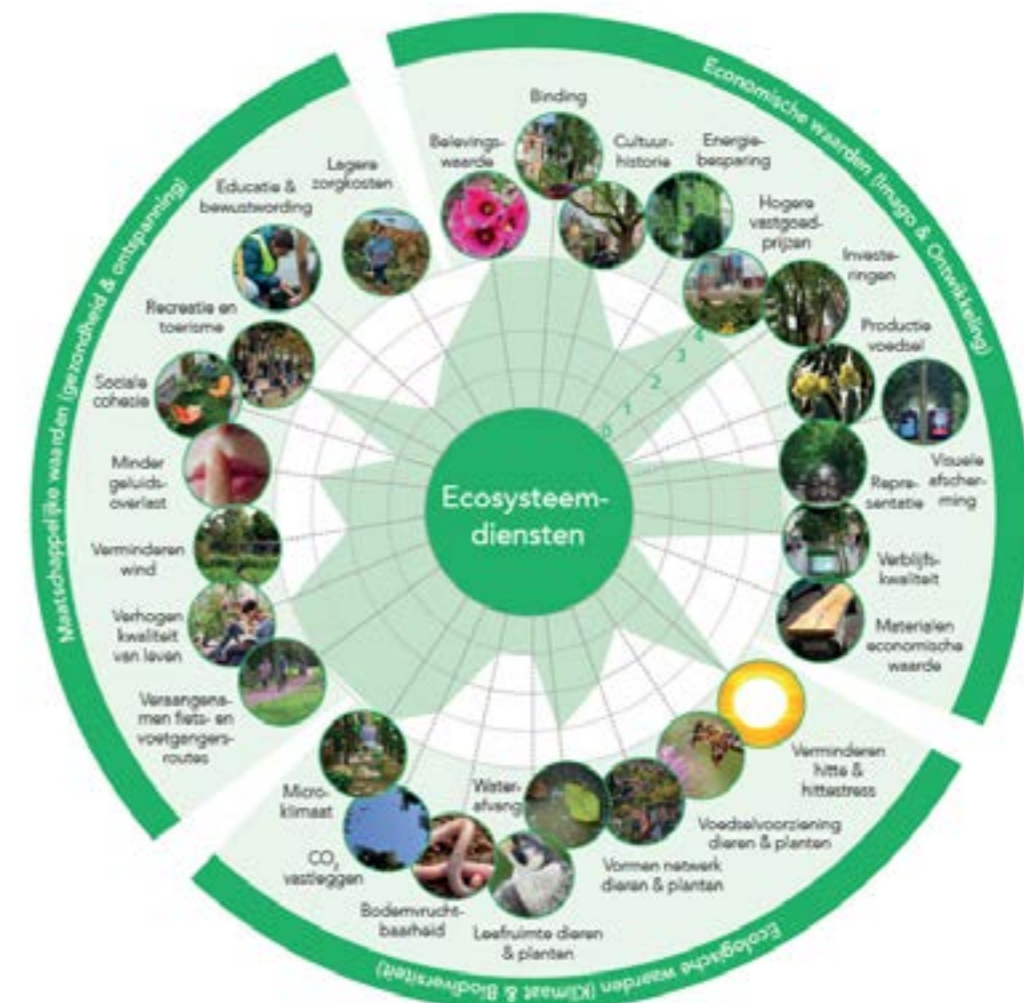 Economische waarden (Imago & Ontwikkeling)
Binding
Belevings-
waarde
Cultuur-
historie
Energie-
besparing
Hogere
vastgoed-
prijzen
Investe-
ringen
Productie
voedsel
Visuele
afscher-
ming
Repre-
sentatie
Verblijfs-
kwaliteit
Materialen
economische
waarde
Maatschappelijke waarden (gezondheid & ontspanning)
Lagere
zorgkosten
Educatie &
bewustwording
Recreatie en
toerisme
Sociale
cohesie
Minder
geluids-
overlast
Verminderen
wind
Verhogen
kwaliteit
van leven
Veraangena-
men fiets- en
voetgangers-
routes
4
3
2
1
0
Ecosysteem-
diensten
Verminderen
hitte &
hittestress
Voedselvoorziening
dieren & planten
Vormen netwerk
dieren & planten
Water-
afvang
Leefruimte dieren
& planten
Bodemvrucht-
baarheid
CO₂
vastleggen
Micro-
klimaat
Ecologische waarden (Klimaat & Biodiversiteit)